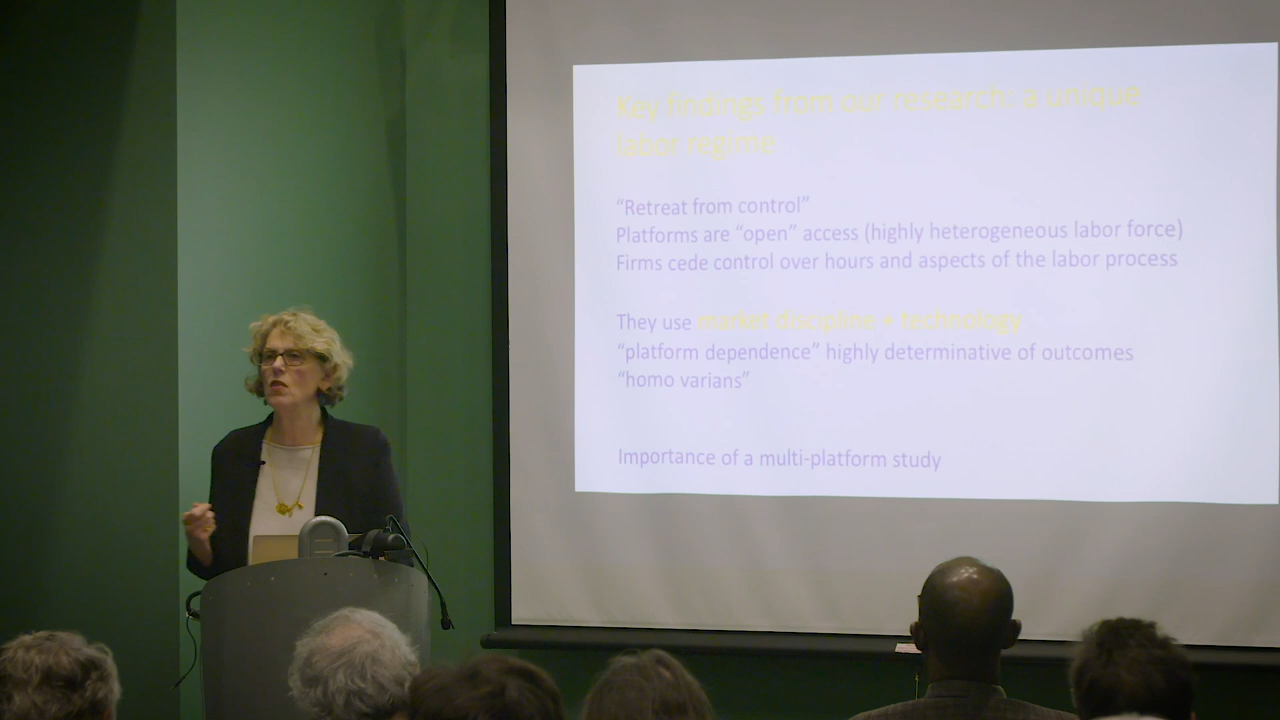 Key findings from our research: a unique
labor regime
“Retreat from control”
Platforms are “open” access (highly heterogeneous labor force)
Firms cede control over hours and aspects of the labor process
They use market discipline + technology
“platform dependence” highly determinative of outcomes
“homo varians”
Importance of a multi-platform study